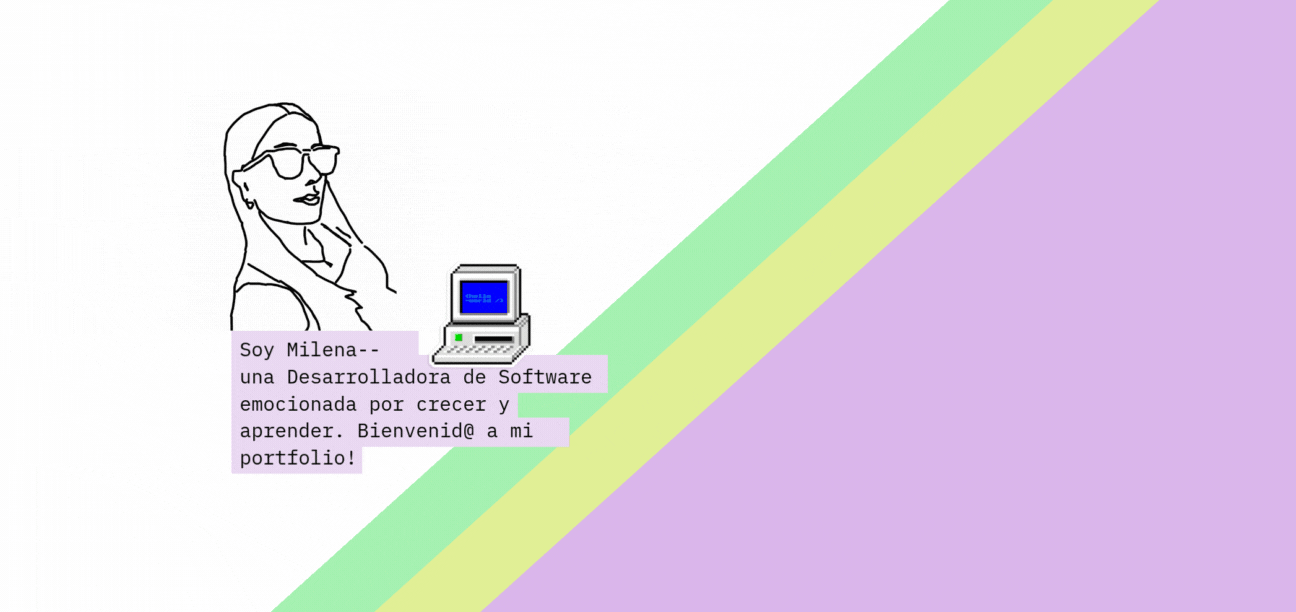 Soy Milena--
una Desarrolladora de Software
emocionada por crecer y
aprender. Bienvenid@ a mi
portfolio!